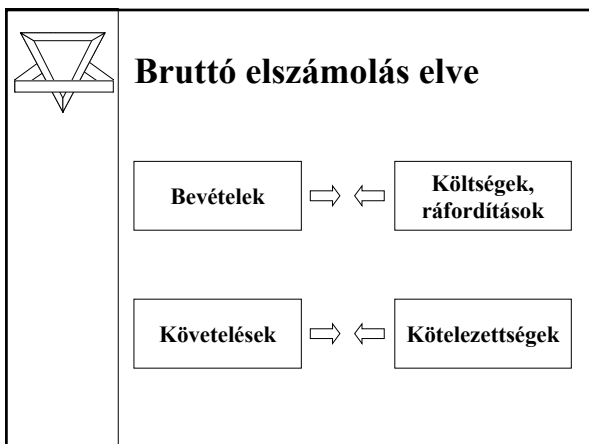 Bruttó elszámolás elve
Bevételek
Költségek,
ráfordítások
Követelések
Kötelezettségek